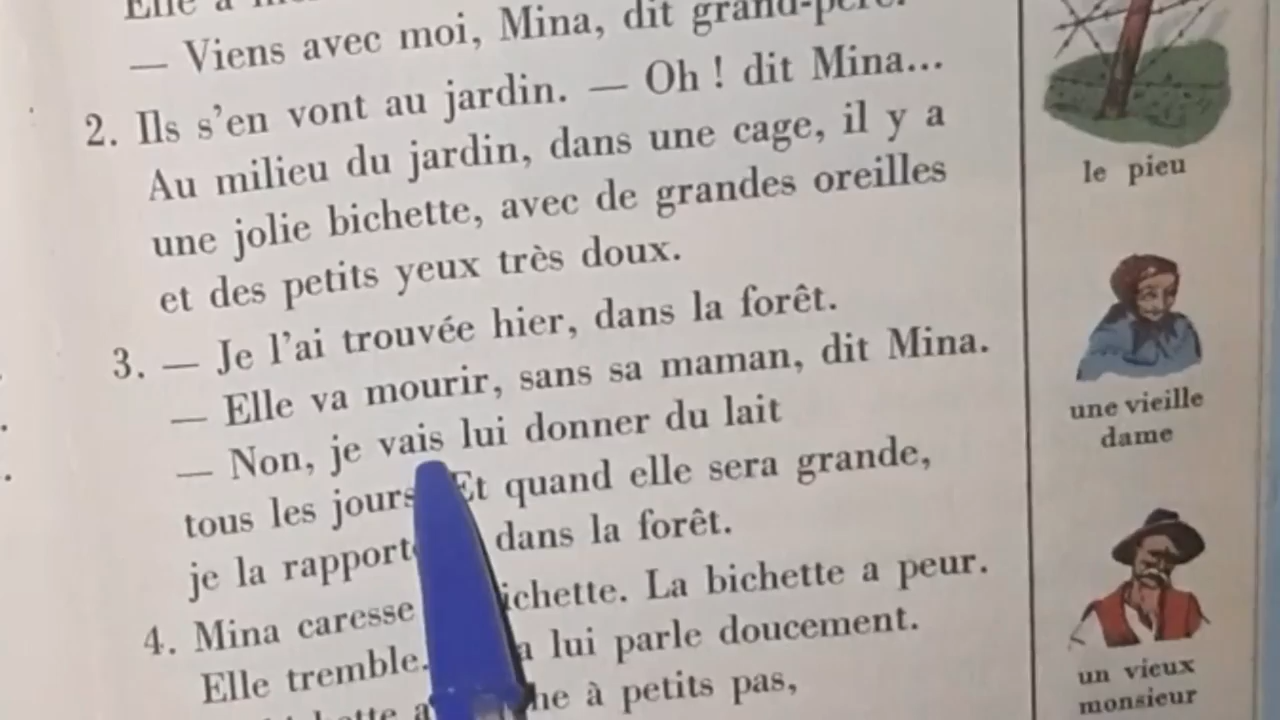 Elle a
— Viens avec moi, Mina, dit grand-père.
2. Ils s'en vont au jardin. — Oh ! dit Mina...
Au milieu du jardin, dans une cage, il y a
une jolie bichette, avec de grandes oreilles
et des petits yeux très doux.
3. — Je l'ai trouvée hier, dans la forêt.
— Elle va mourir, sans sa maman, dit Mina.
— Non, je vais lui donner du lait
tous les jours Et quand elle sera grande,
je la dans la forêt.
4. Mina caresse La bichette a peur.
Elle tremble. lui parle doucement.
à petits pas,
le pieu
une vieille
dame
un vieux
monsieur